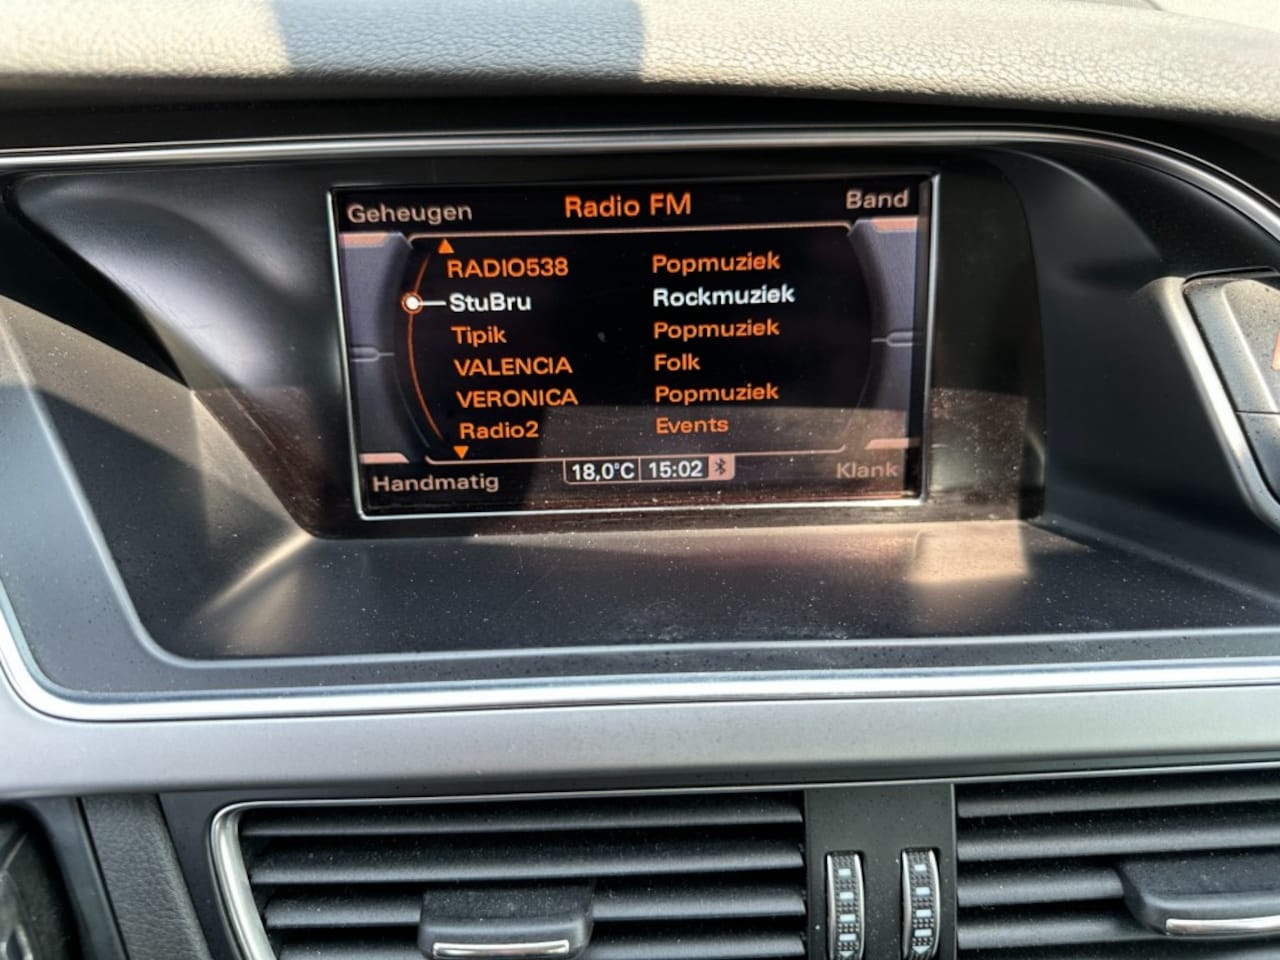 Geheugen Radio FM Band
RADIO538 Popmuziek
StuBru Rockmuziek
Tipik Popmuziek
VALENCIA Folk
VERONICA Popmuziek
Radio2 Events
Handmatig 18,0°C 15:02 Klank